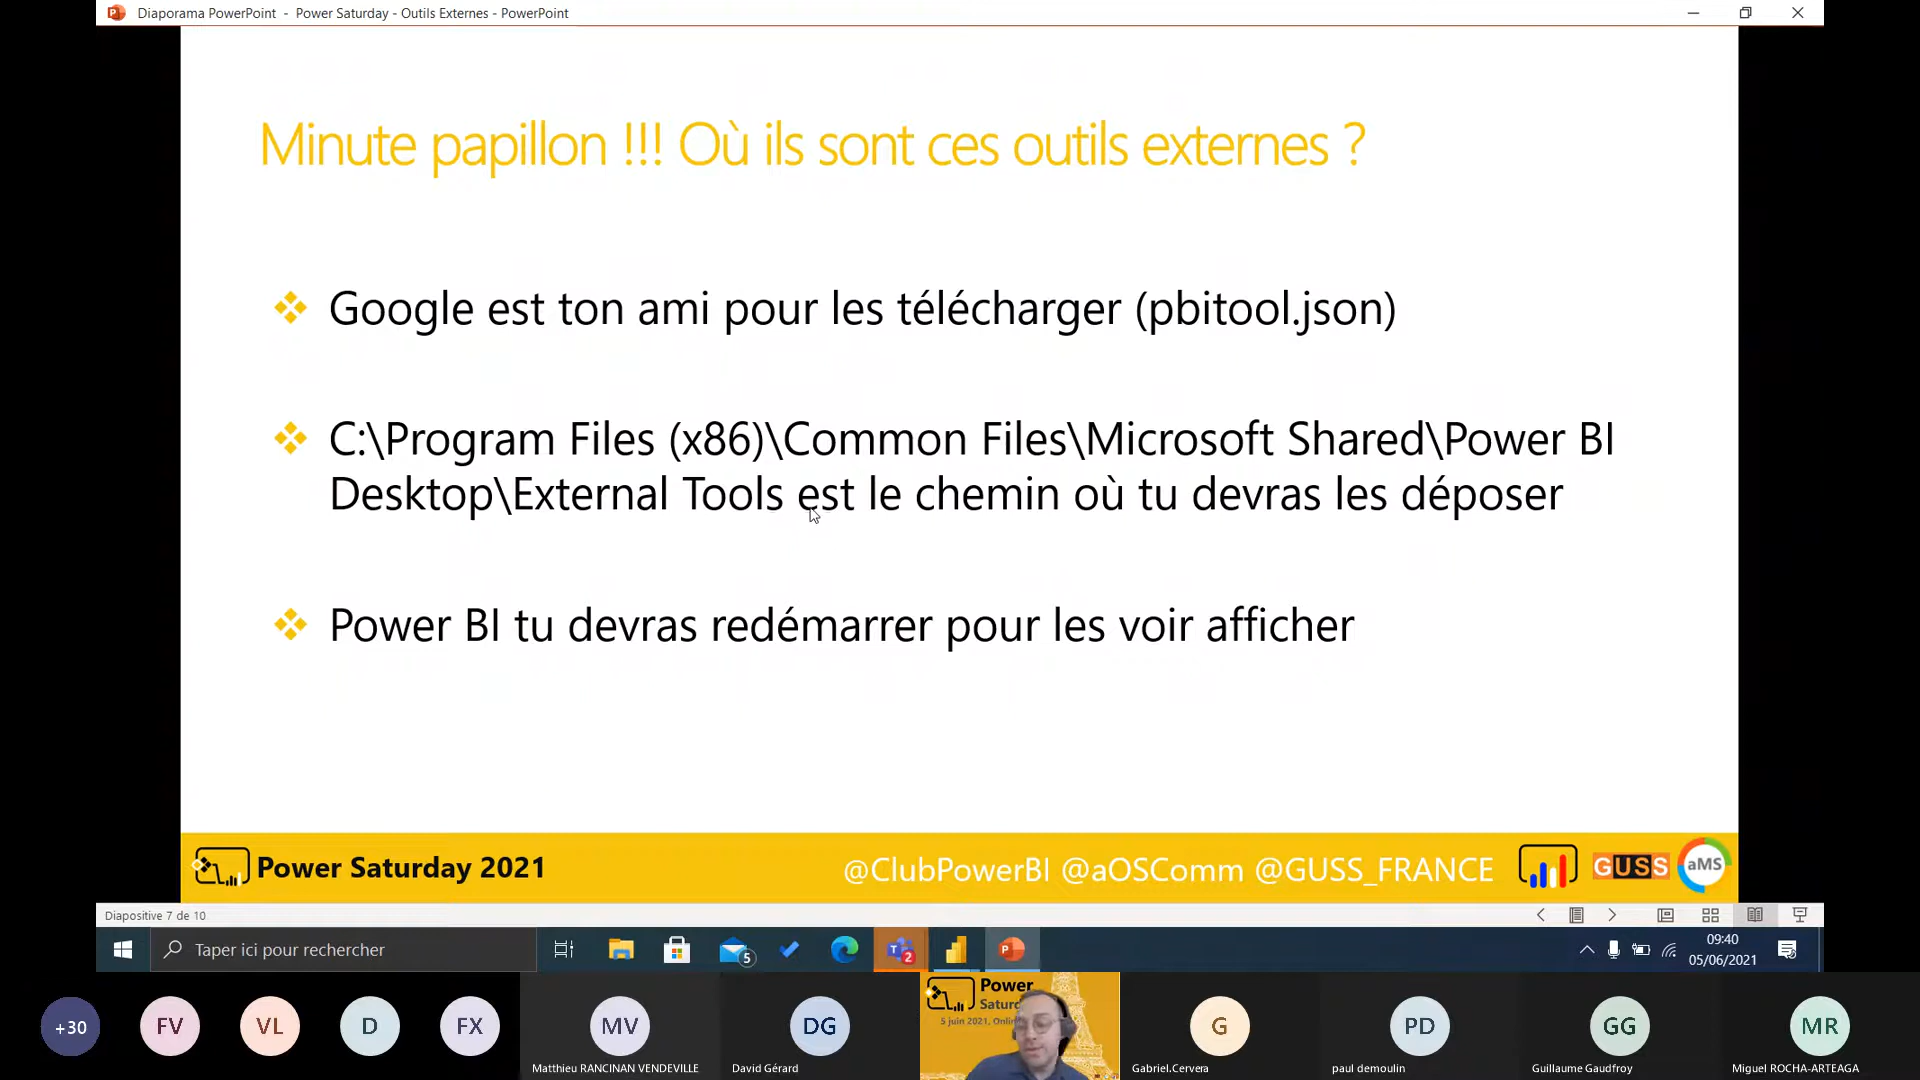 Diaporama PowerPoint - Power Saturday - Outils Externes - PowerPoint
Minute papillon !!! Où ils sont ces outils externes ?
Google est ton ami pour les télécharger (pbitool.json)
C:\Program Files (x86)\Common Files\Microsoft Shared\Power BI
Desktop\External Tools est le chemin où tu devras les déposer
Power BI tu devras redémarrer pour les voir afficher
Power Saturday 2021
@ClubPowerBI @aOSComm @GUSS_FRANCE
GUSS
aMS
Diapositive 7 de 10
Taper ici pour rechercher
5
2
09:40
05/06/2021
+30
FV
VL
D
FX
MV
Matthieu RANCINAN VENDEVILLE
DG
David Gérard
Power
5 juin 2021,
G
Gabriel.Cervera
PD
paul demoulin
GG
Guillaume Gaudfroy
MR
Miguel ROCHA-ARTEAGA